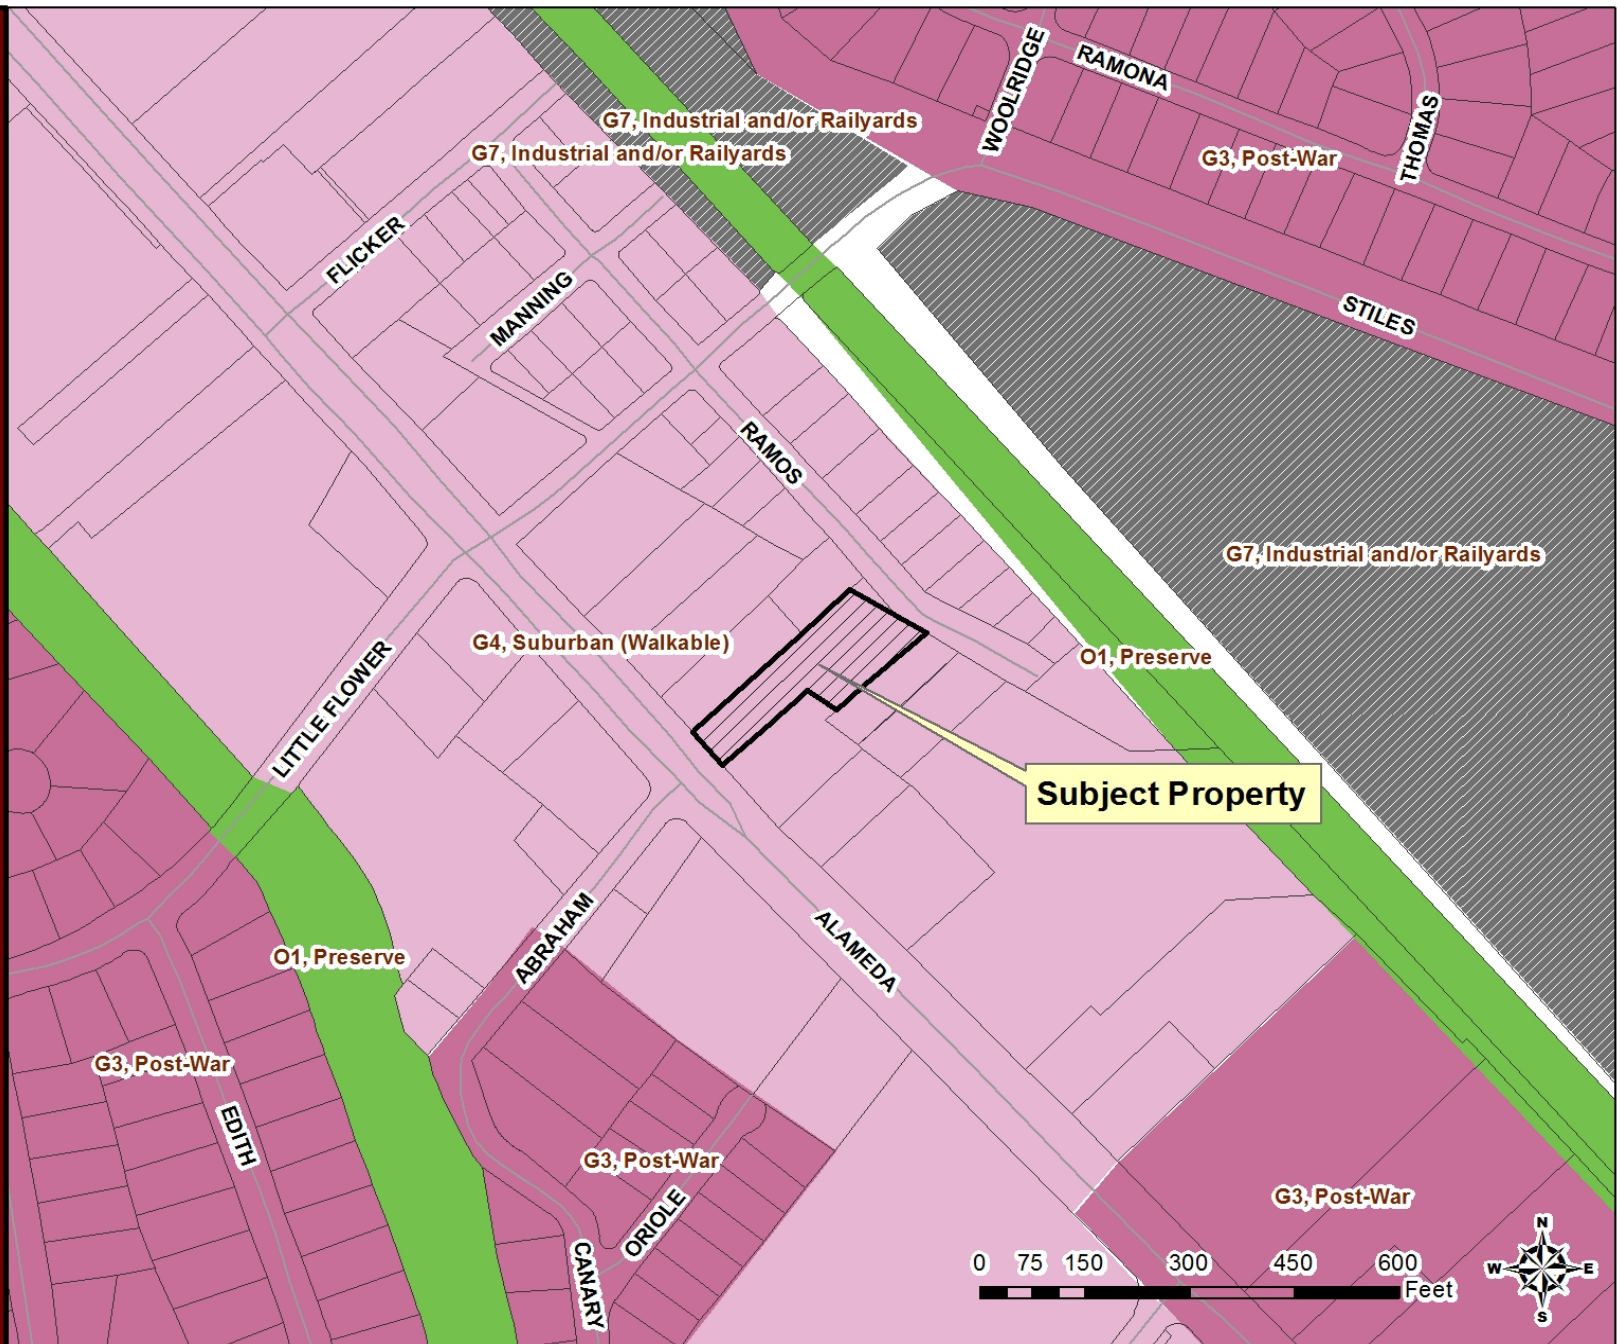 WOOLRIDGE
RAMONA
THOMAS
G7, Industrial and/or Railyards
G7, Industrial and/or Railyards
G3, Post-War
FLICKER
MANNING
STILES
RAMOS
G7, Industrial and/or Railyards
G4, Suburban (Walkable)
O1, Preserve
LITTLE FLOWER
Subject Property
ABRAHAM
ALAMEDA
O1, Preserve
G3, Post-War
EDITH
G3, Post-War
ORIOLE
CANARY
G3, Post-War
0 75 150 300 450 600
Feet
N
W E
S